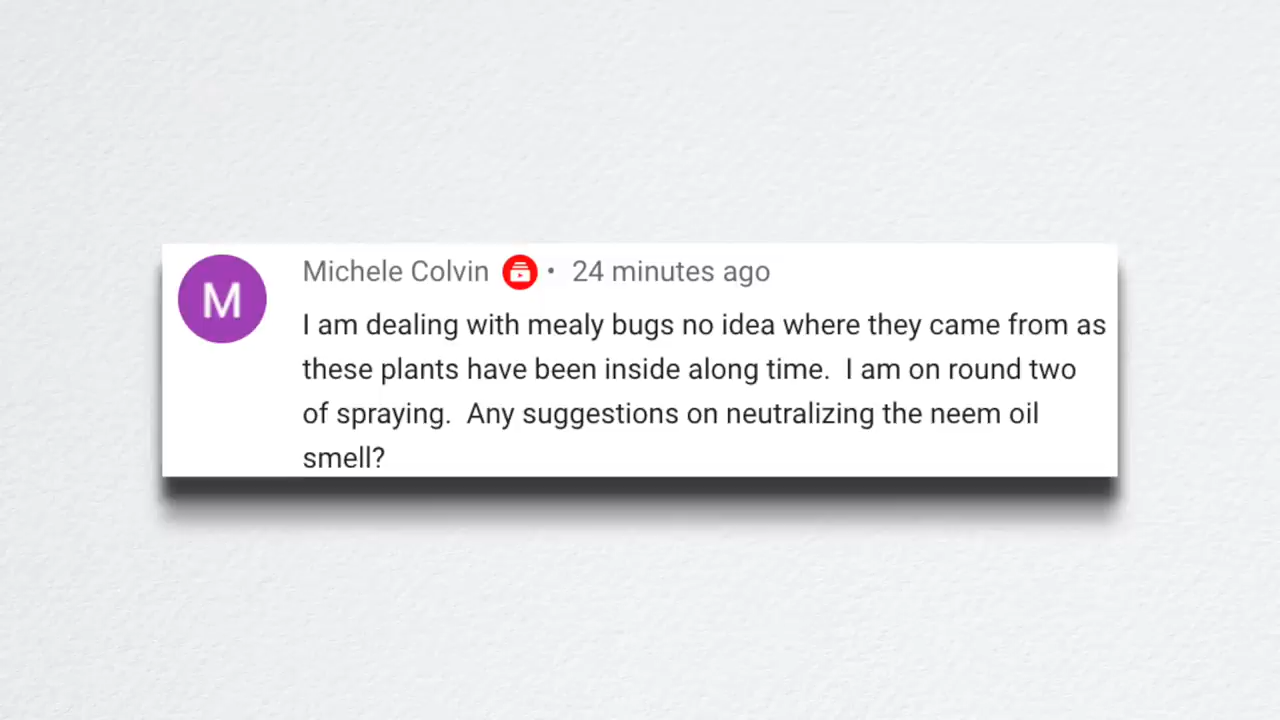 M
Michele Colvin • 24 minutes ago
I am dealing with mealy bugs no idea where they came from as
these plants have been inside along time.  I am on round two
of spraying.  Any suggestions on neutralizing the neem oil
smell?